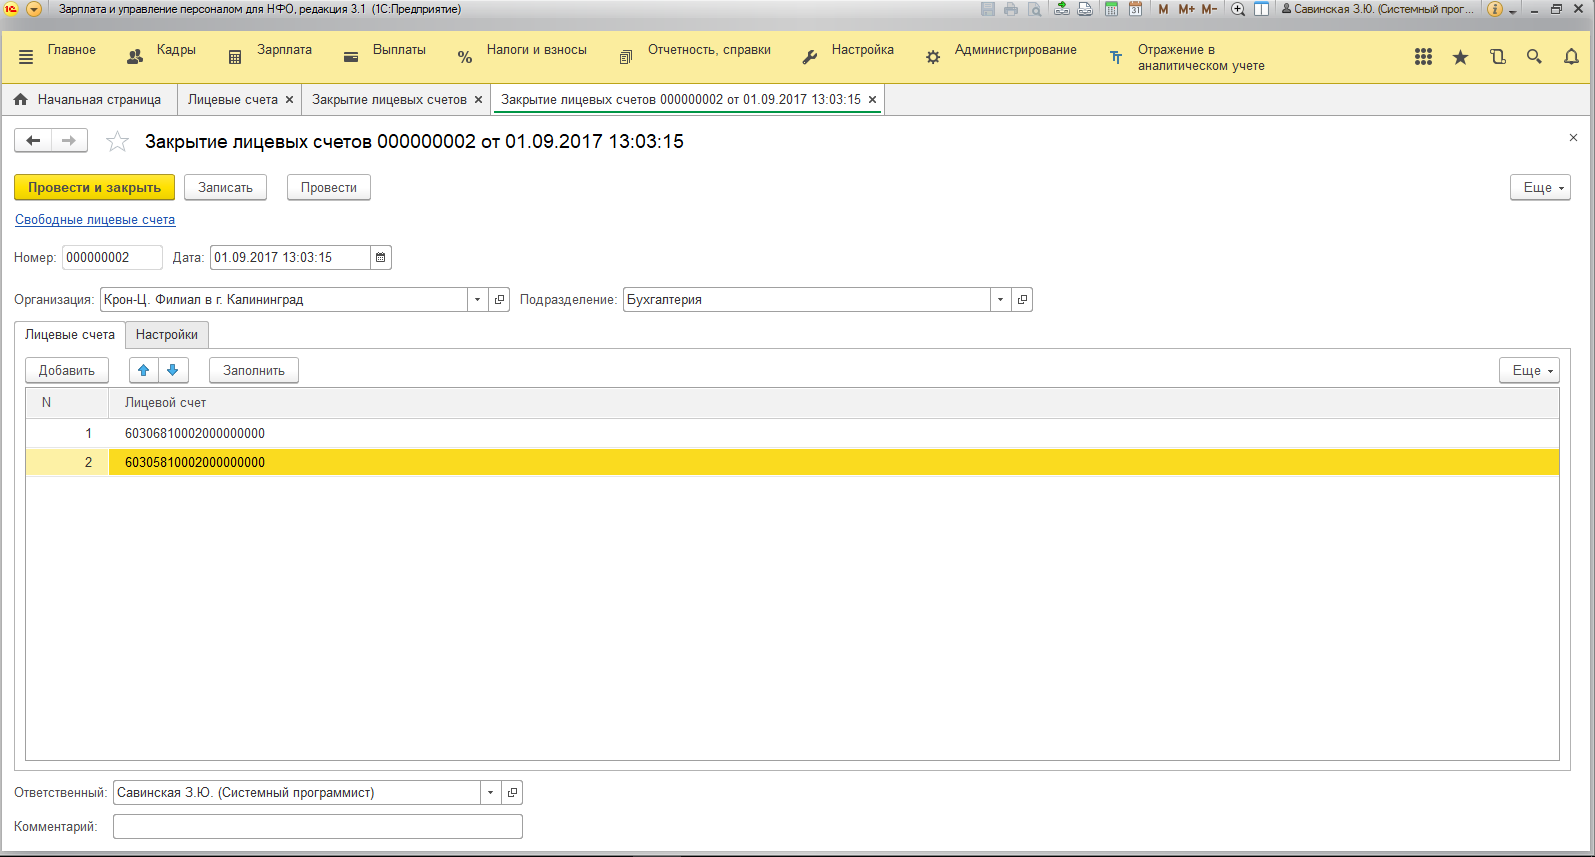 Зарплата и управление персоналом для НФО, редакция 3.1 (1С:Предприятие)
M M+ M- Савинская З.Ю. (Системный прог...
Главное Кадры Зарплата Выплаты Налоги и взносы Отчетность, справки Настройка Администрирование Отражение в
аналитическом учете
Начальная страница Лицевые счета × Закрытие лицевых счетов × Закрытие лицевых счетов 000000002 от 01.09.2017 13:03:15 ×
Закрытие лицевых счетов 000000002 от 01.09.2017 13:03:15
Провести и закрыть Записать Провести Еще
Свободные лицевые счета
Номер: 000000002 Дата: 01.09.2017 13:03:15
Организация: Крон-Ц. Филиал в г. Калининград Подразделение: Бухгалтерия
Лицевые счета Настройки
Добавить Заполнить Еще
N Лицевой счет
1 60306810002000000000
2 60305810002000000000
Ответственный: Савинская З.Ю. (Системный программист)
Комментарий: